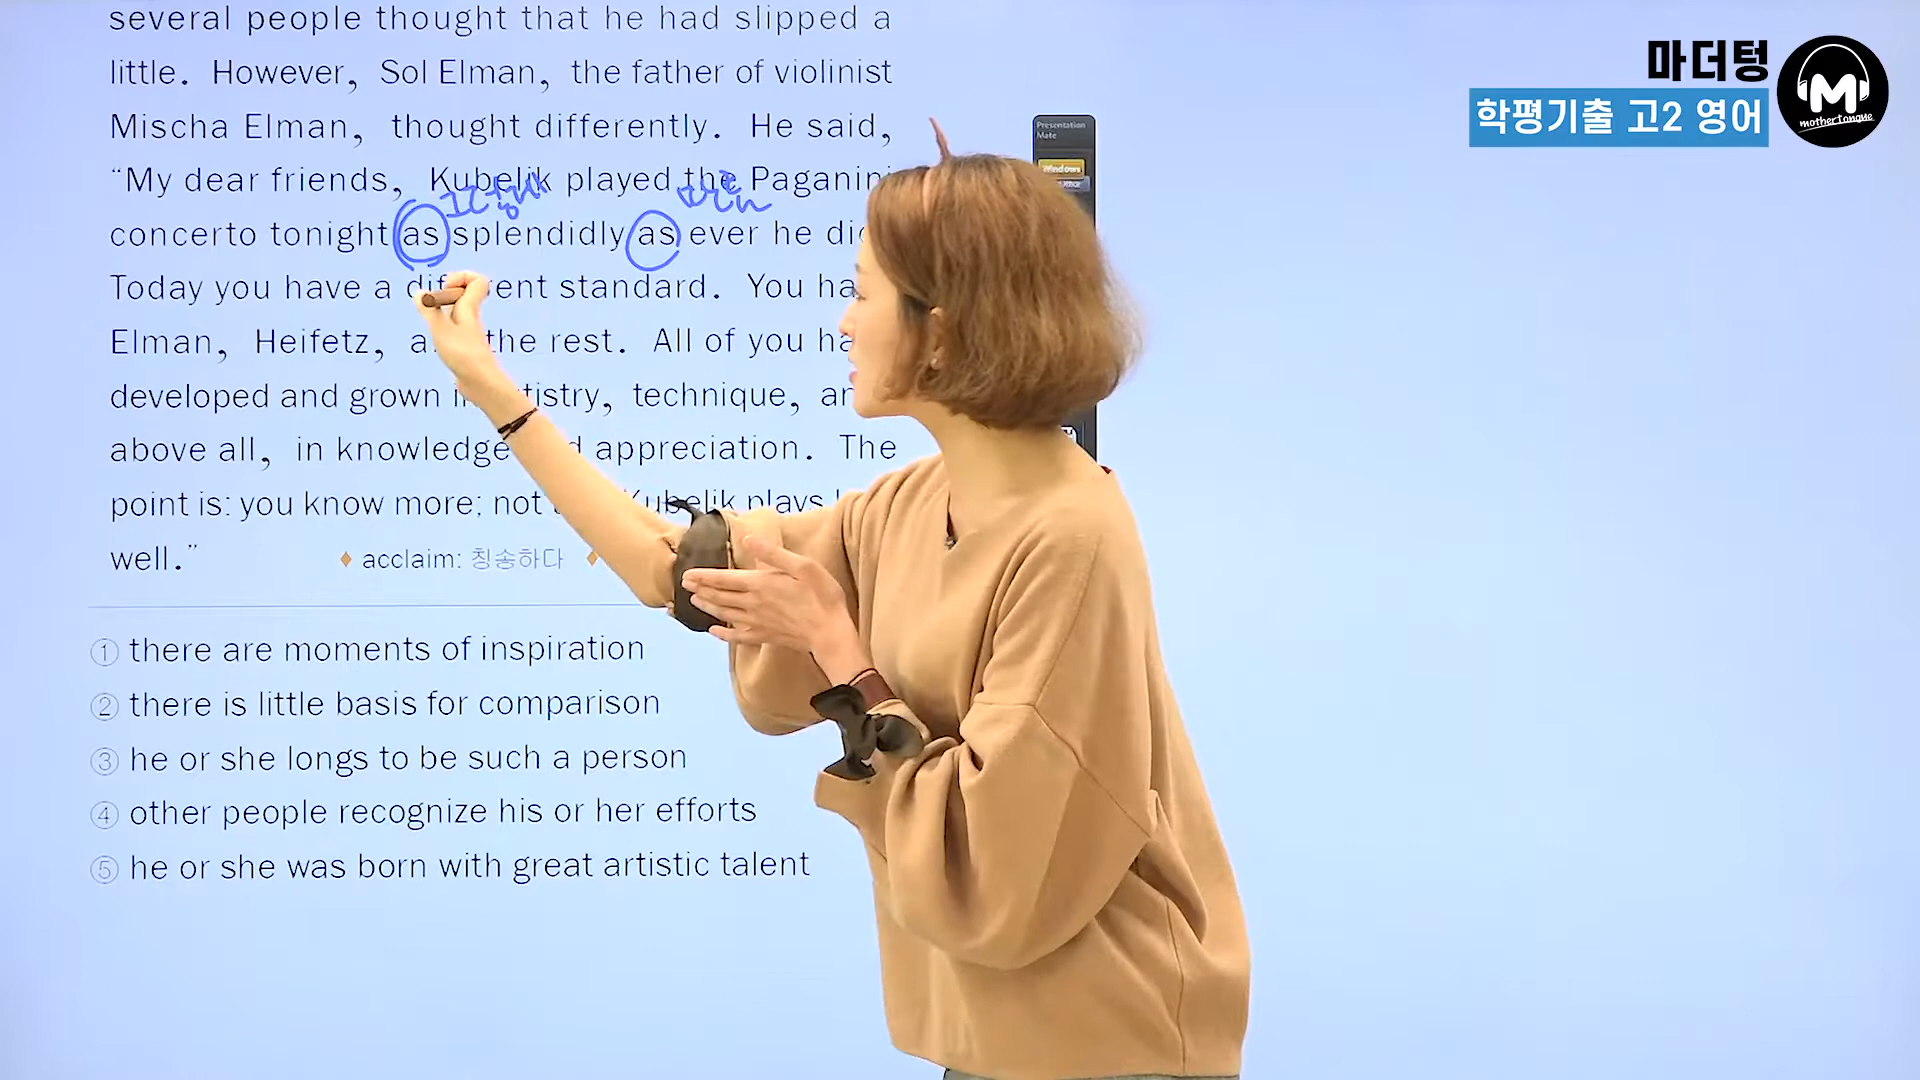 several people thought that he had slipped a
little. However, Sol Elman, the father of violinist
Mischa Elman, thought differently. He said,
“My dear friends, Kubelik played the Paganini
concerto tonight as splendidly as ever he did
Today you have a different standard. You ha
Elman, Heifetz, a the rest. All of you ha
developed and grown i tistry, technique, an
above all, in knowledge d appreciation. The
point is: you know more; not Kubelik plays
well.”
♦ acclaim: 칭송하다 ♦
① there are moments of inspiration
② there is little basis for comparison
③ he or she longs to be such a person
④ other people recognize his or her efforts
⑤ he or she was born with great artistic talent
Presentation
Mate
Windows
마더텅
학평기출 고2 영어
M
mothertongue